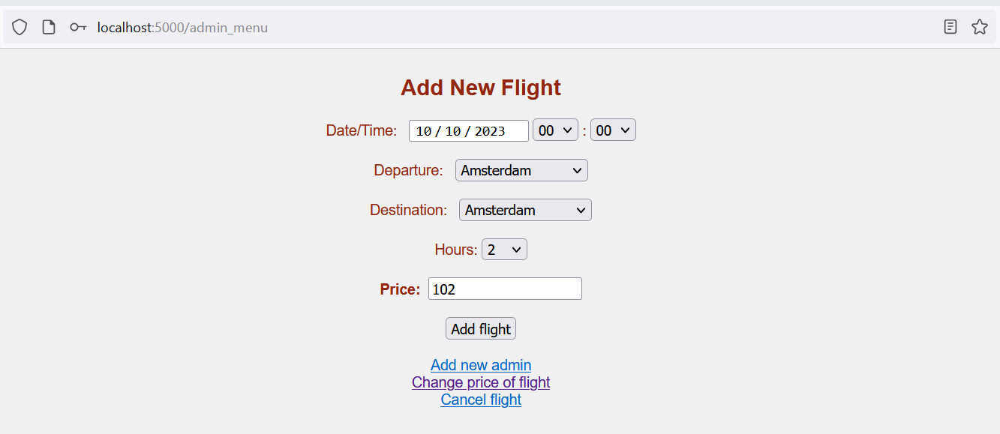 localhost:5000/admin_menu
Add New Flight
Date/Time: 10 / 10 / 2023 00 : 00
Departure: Amsterdam
Destination: Amsterdam
Hours: 2
Price: 102
Add flight
Add new admin
Change price of flight
Cancel flight